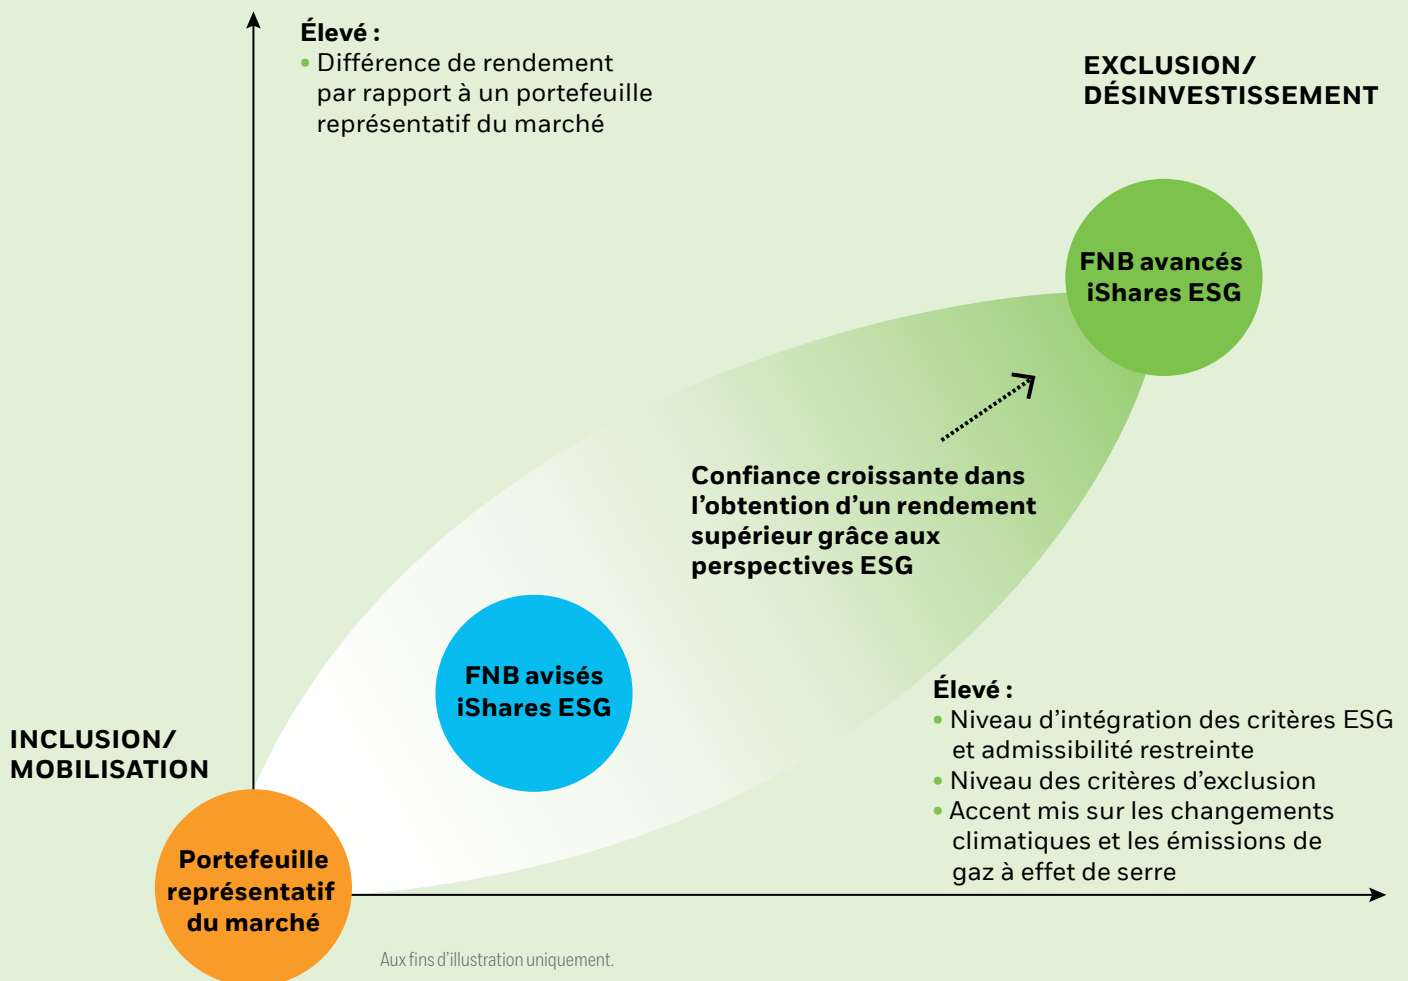 Élevé :
• Différence de rendement
par rapport à un portefeuille
représentatif du marché
EXCLUSION/
DÉSINVESTISSEMENT
FNB avancés
iShares ESG
Confiance croissante dans
l’obtention d’un rendement
supérieur grâce aux
perspectives ESG
FNB avisés
iShares ESG
Élevé :
• Niveau d’intégration des critères ESG
et admissibilité restreinte
• Niveau des critères d’exclusion
• Accent mis sur les changements
climatiques et les émissions de
gaz à effet de serre
INCLUSION/
MOBILISATION
Portefeuille
représentatif
du marché
Aux fins d’illustration uniquement.